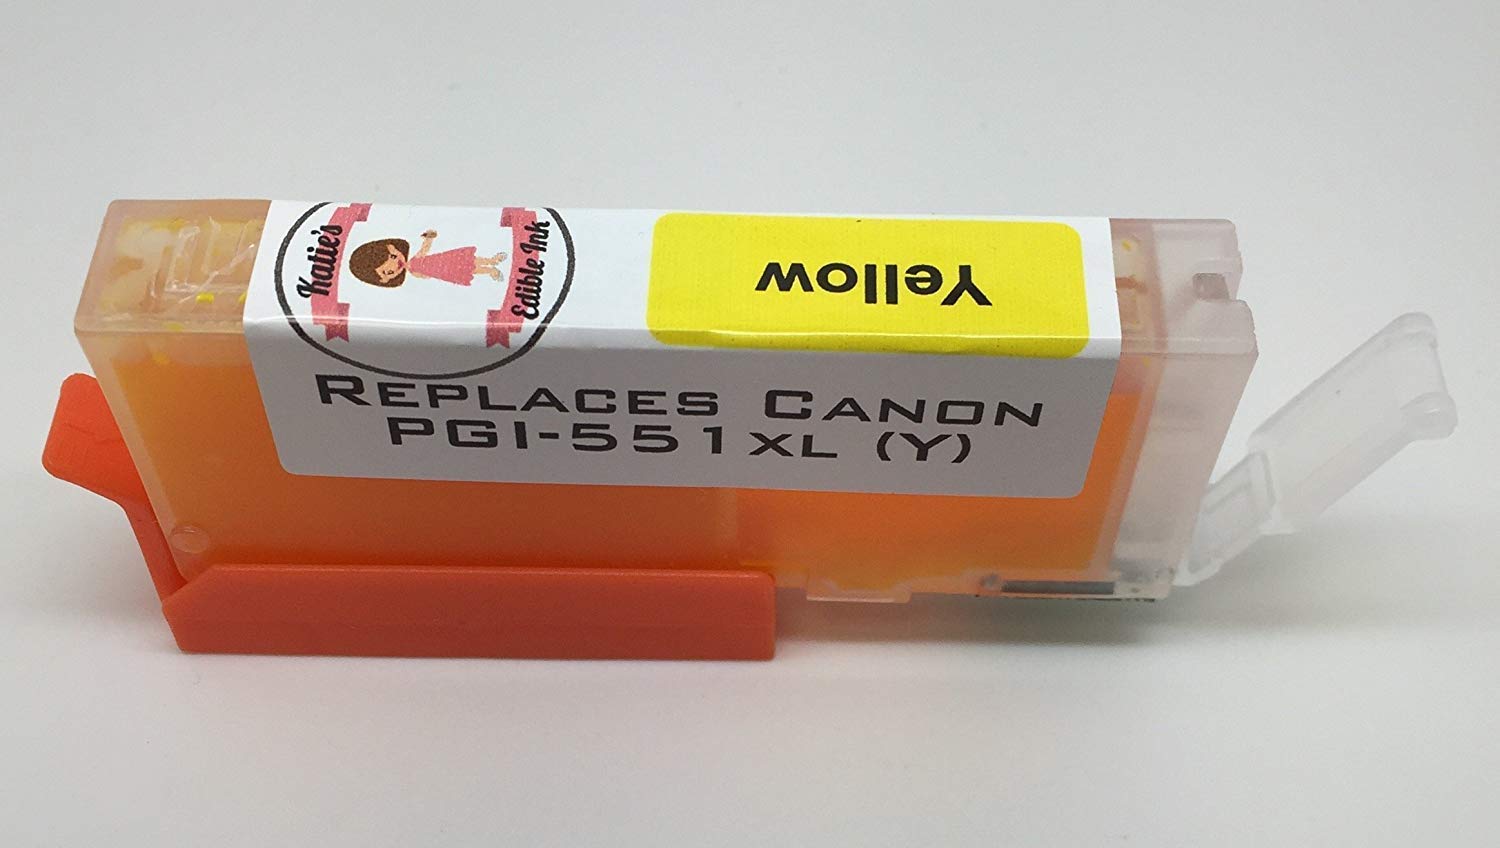 Katie's
Edible Ink
Yellow
REPLACES CANON
PGI-551XL (Y)